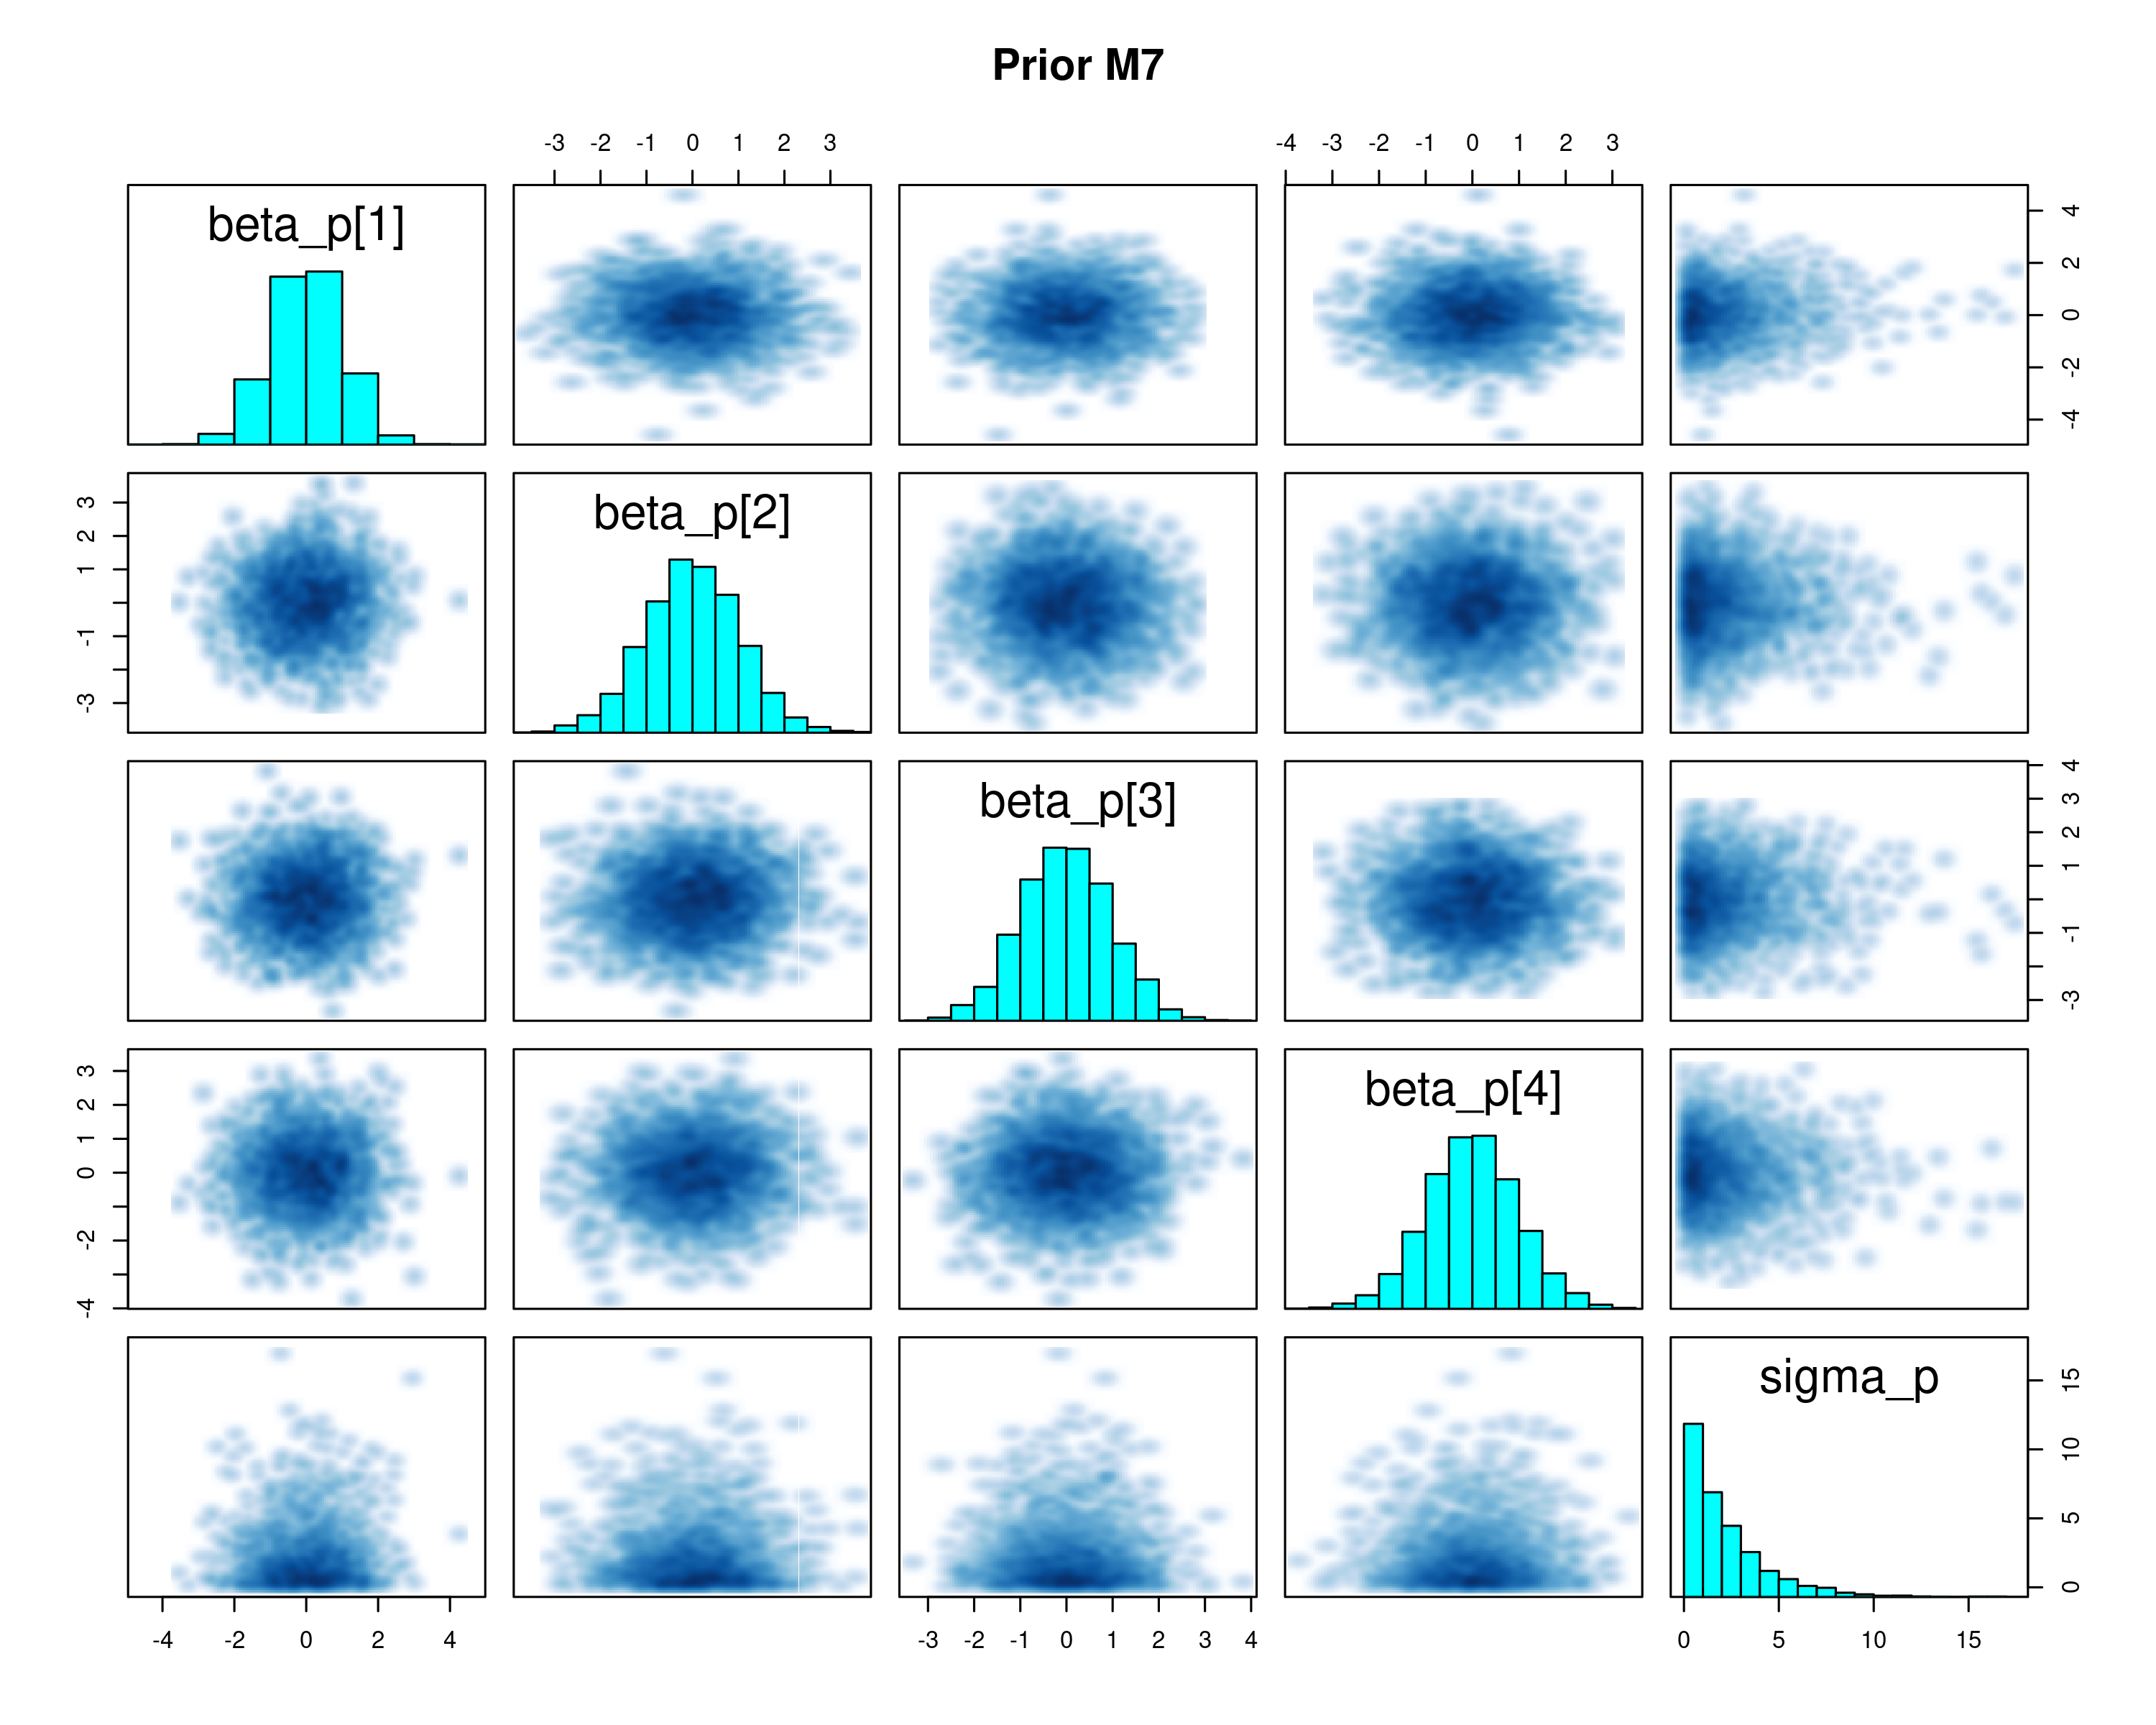 Prior M7
-3 -2 -1 0 1 2 3
-4 -3 -2 -1 0 1 2 3
beta_p[1]
4 2 0 -2 -4
beta_p[2]
3 2 1 -1 -3
beta_p[3]
4 3 2 1 -1 -3
beta_p[4]
3 2 1 0 -2 -4
sigma_p
15 10 5 0
-4 -2 0 2 4
-3 -2 -1 0 1 2 3 4
0 5 10 15